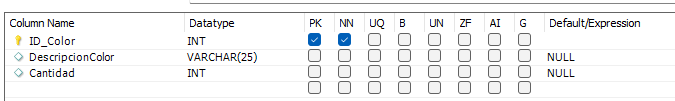 Column Name Datatype PK NN UQ B UN ZF AI G Default/Expression
ID_Color INT
DescripcionColor VARCHAR(25) NULL
Cantidad INT NULL